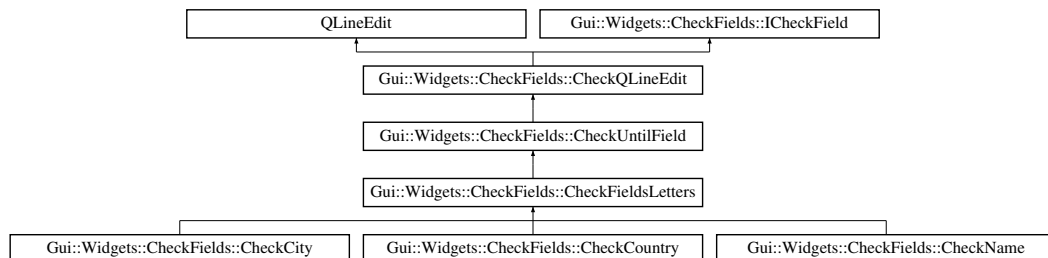 QLineEdit
Gui::Widgets::CheckFields::ICheckField
Gui::Widgets::CheckFields::CheckQLineEdit
Gui::Widgets::CheckFields::CheckUntilField
Gui::Widgets::CheckFields::CheckFieldsLetters
Gui::Widgets::CheckFields::CheckCity
Gui::Widgets::CheckFields::CheckCountry
Gui::Widgets::CheckFields::CheckName